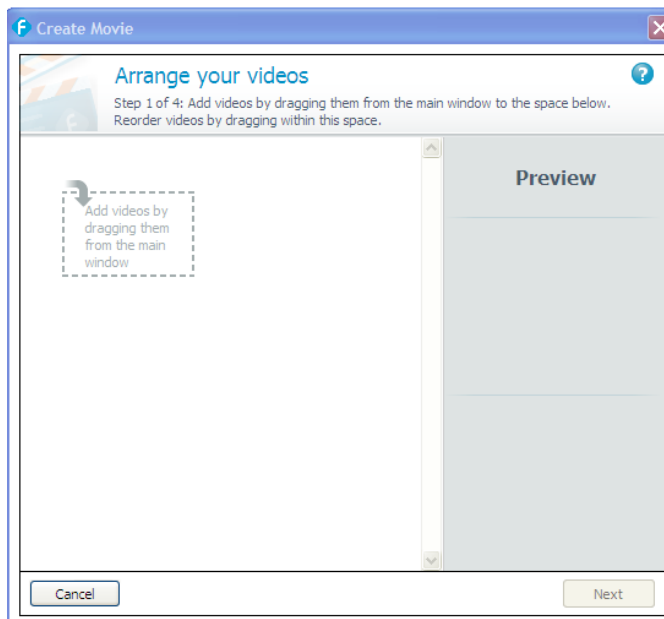 Create Movie
Arrange your videos
Step 1 of 4: Add videos by dragging them from the main window to the space below.
Reorder videos by dragging within this space.
Add videos by
dragging them
from the main
window
Preview
Cancel
Next